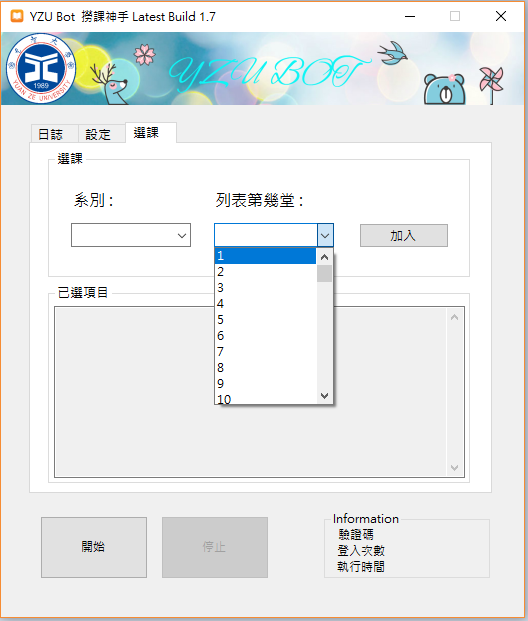 YZU Bot 撈課神手 Latest Build 1.7
YZU BOT
YUAN ZE UNIVERSITY
1989
日誌
設定
選課
選課
系別 :
列表第幾堂 :
加入
1
2
3
4
5
6
7
8
9
10
已選項目
開始
停止
Information
驗證碼
登入次數
執行時間